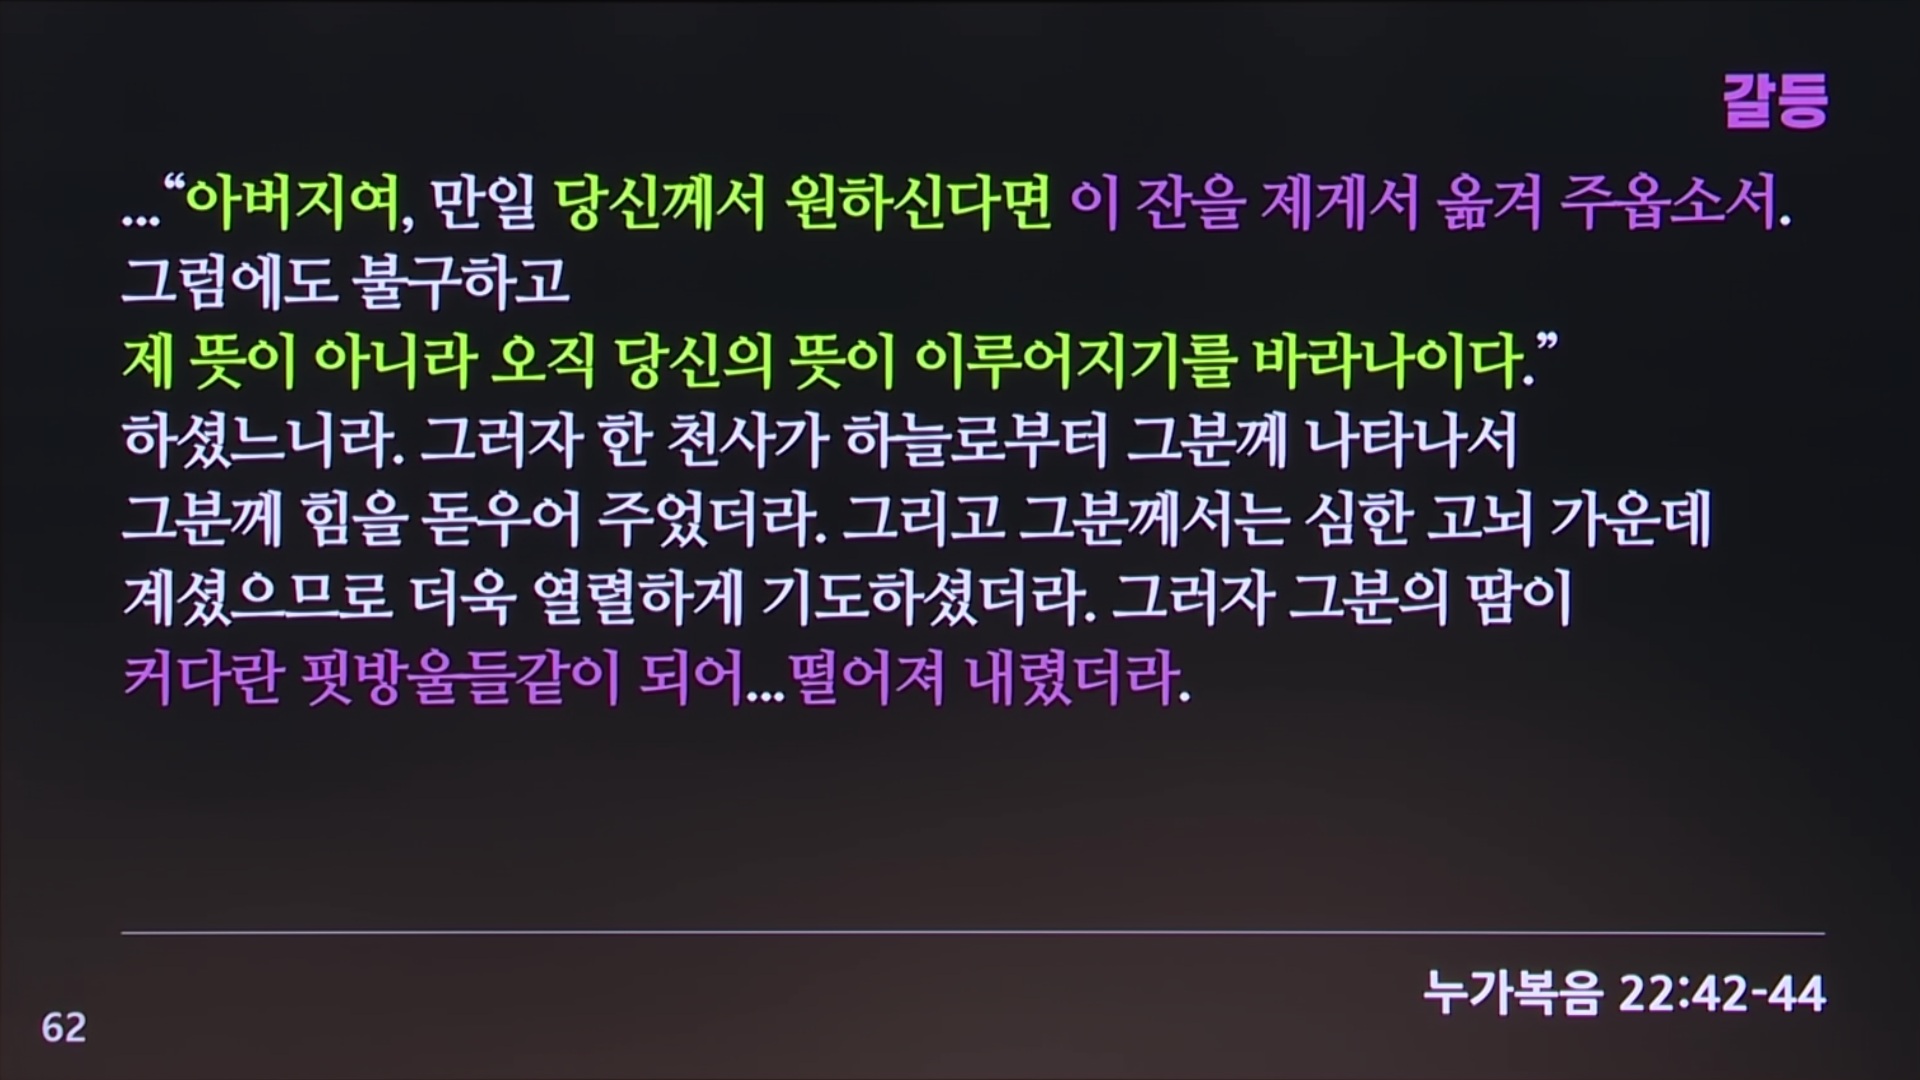 갈등
...“아버지여, 만일 당신께서 원하신다면 이 잔을 제게서 옮겨 주옵소서.
그럼에도 불구하고
제 뜻이 아니라 오직 당신의 뜻이 이루어지기를 바라나이다.”
하셨느니라. 그러자 한 천사가 하늘로부터 그분께 나타나서
그분께 힘을 돋우어 주었더라. 그리고 그분께서는 심한 고뇌 가운데
계셨으므로 더욱 열렬하게 기도하셨더라. 그러자 그분의 땀이
커다란 핏방울들같이 되어...떨어져 내렸더라.
누가복음 22:42-44
62